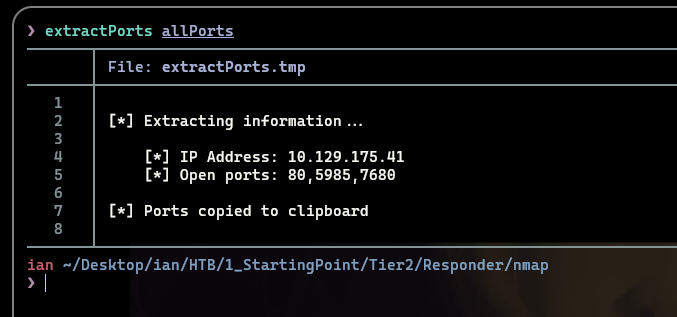 ❯ extractPorts allPorts
File: extractPorts.tmp
1
2 [*] Extracting information…
3
4 [*] IP Address: 10.129.175.41
5 [*] Open ports: 80,5985,7680
6
7 [*] Ports copied to clipboard
8
ian ~/Desktop/ian/HTB/1_StartingPoint/Tier2/Responder/nmap
❯